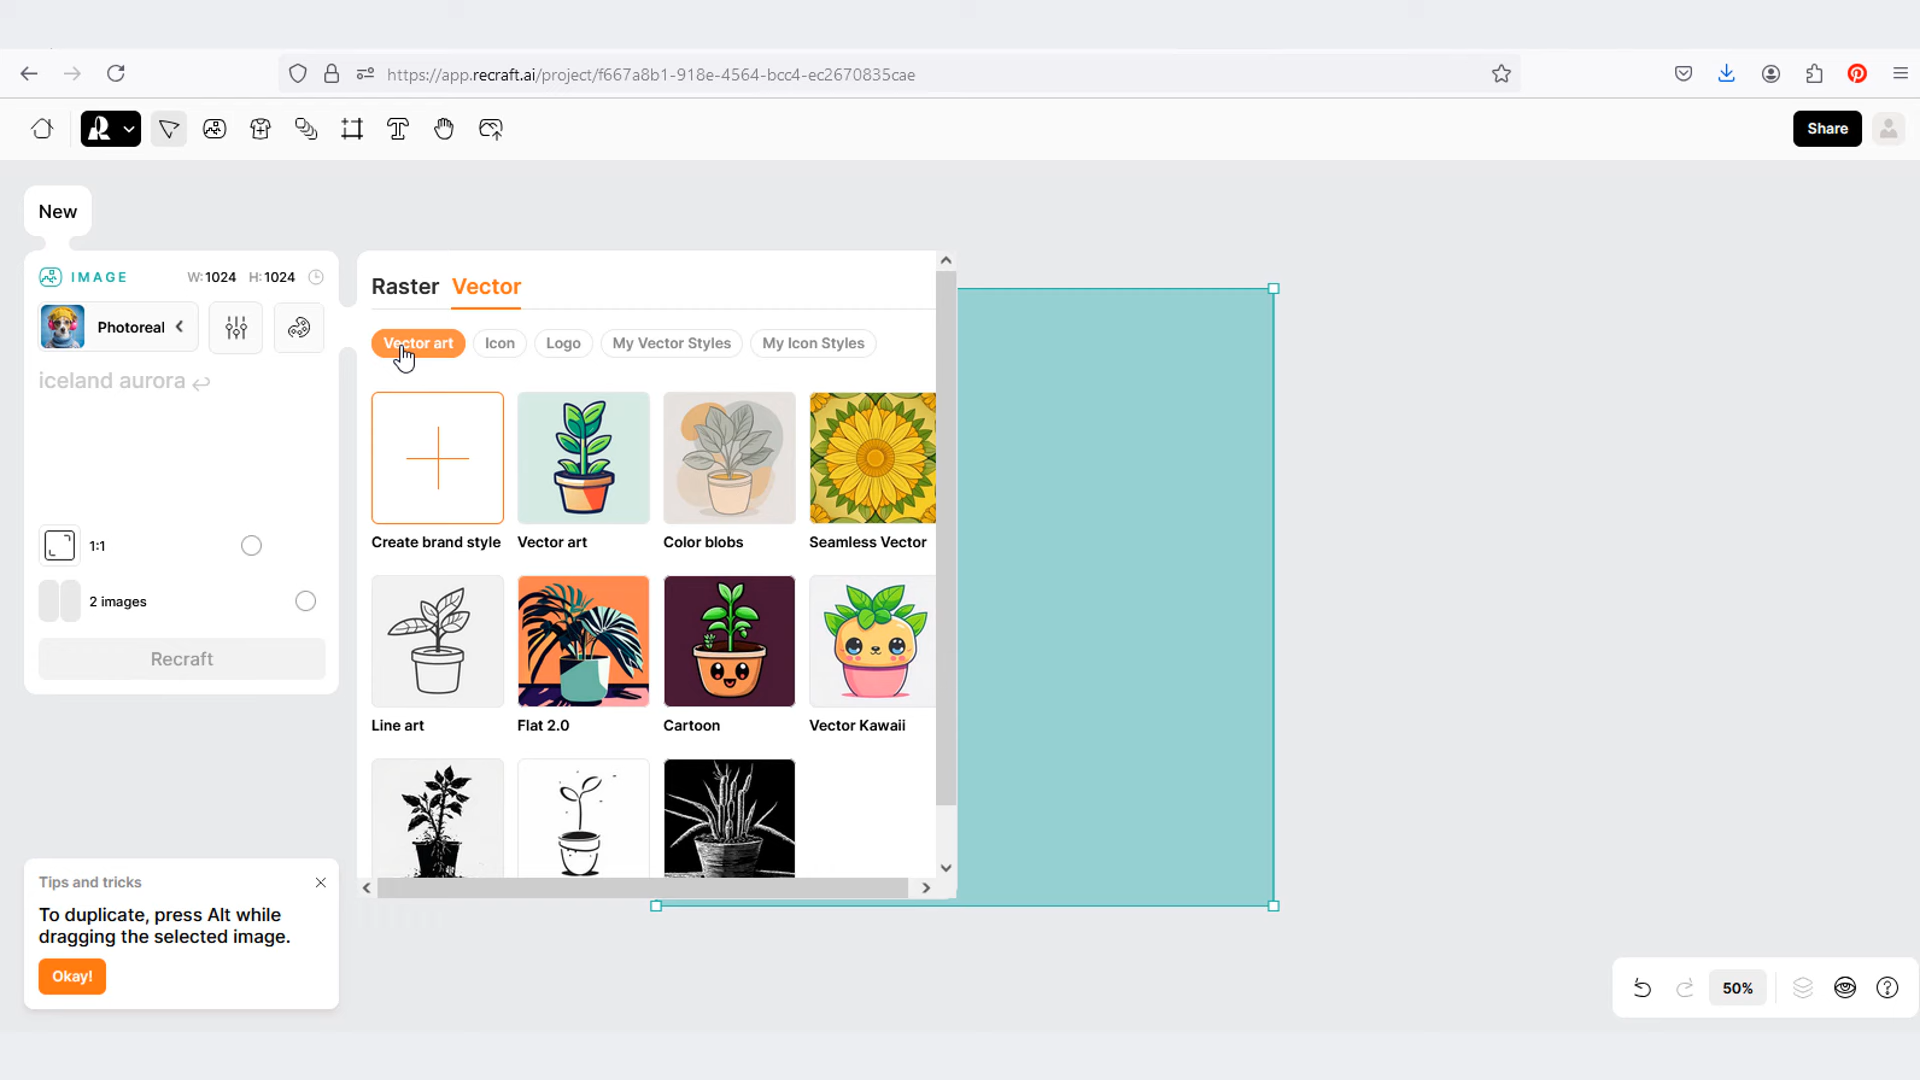 https://app.recraft.ai/project/f667a8b1-918e-4564-bcc4-ec2670835cae
Share
New
IMAGE W:1024 H:1024
Photoreal
iceland aurora
1:1
2 images
Recraft
Raster Vector
Vector art Icon Logo My Vector Styles My Icon Styles
Create brand style Vector art Color blobs Seamless Vector
Line art Flat 2.0 Cartoon Vector Kawaii
Tips and tricks
To duplicate, press Alt while
dragging the selected image.
Okay!
50%